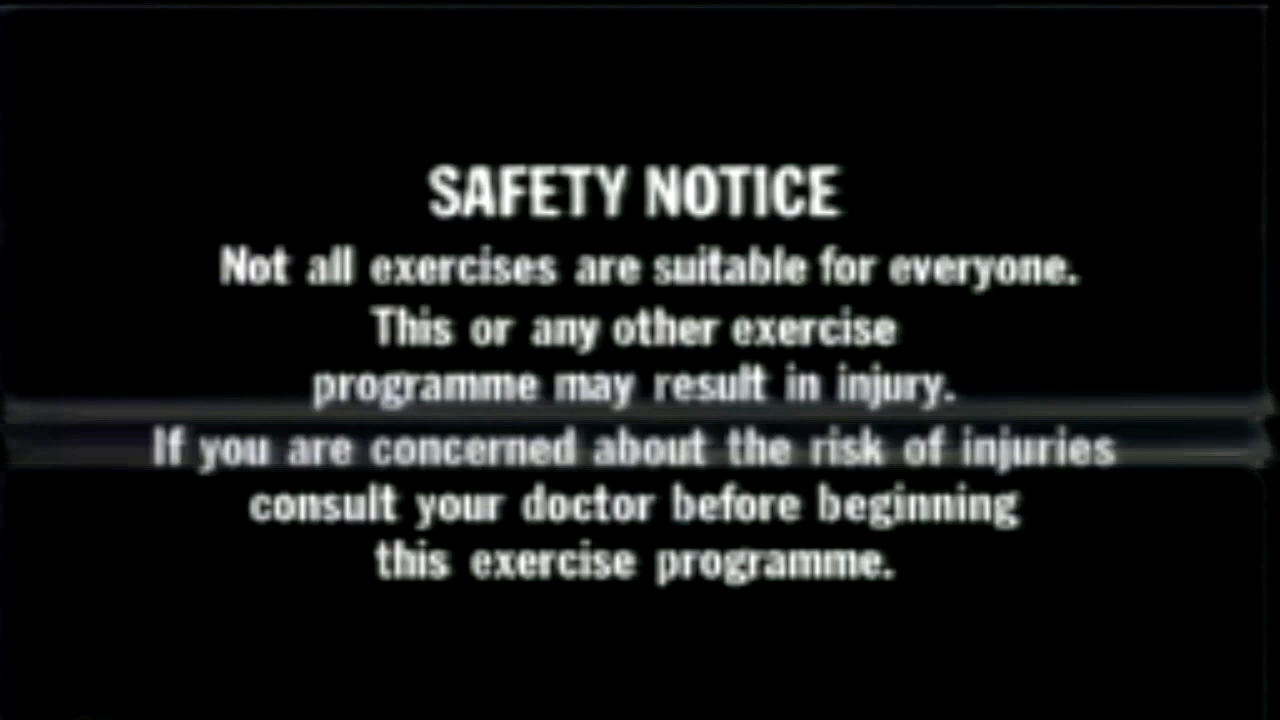 SAFETY NOTICE
Not all exercises are suitable for everyone.
This or any other exercise
programme may result in injury.
If you are concerned about the risk of injuries
consult your doctor before beginning
this exercise programme.